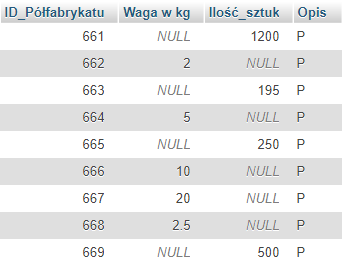 ID_Półfabrykatu Waga w kg Ilość_sztuk Opis
661 NULL 1200 P
662 2 NULL P
663 NULL 195 P
664 5 NULL P
665 NULL 250 P
666 10 NULL P
667 20 NULL P
668 2.5 NULL P
669 NULL 500 P